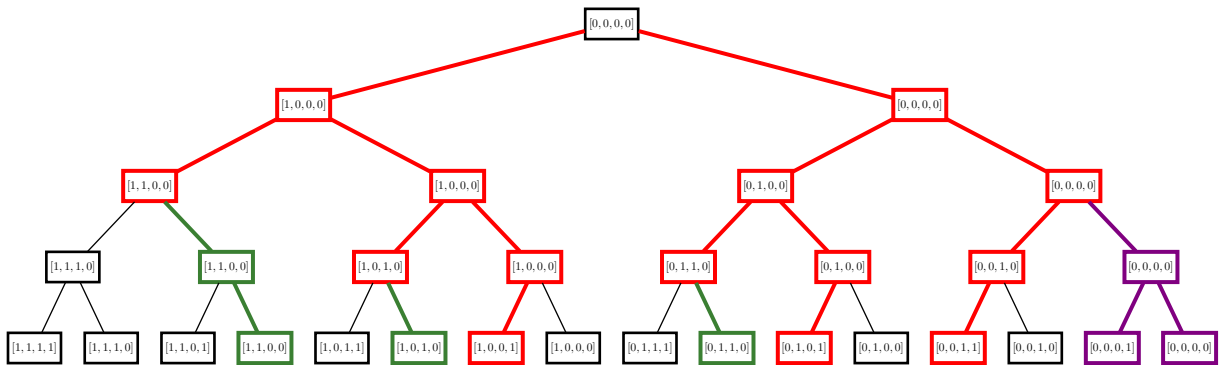 [0, 0, 0, 0]
[1, 0, 0, 0] [0, 0, 0, 0]
[1, 1, 0, 0] [1, 0, 0, 0] [0, 1, 0, 0] [0, 0, 0, 0]
[1, 1, 1, 0] [1, 1, 0, 0] [1, 0, 1, 0] [1, 0, 0, 0] [0, 1, 1, 0] [0, 1, 0, 0] [0, 0, 1, 0] [0, 0, 0, 0]
[1, 1, 1, 1] [1, 1, 1, 0] [1, 1, 0, 1] [1, 1, 0, 0] [1, 0, 1, 1] [1, 0, 1, 0] [1, 0, 0, 1] [1, 0, 0, 0] [0, 1, 1, 1] [0, 1, 1, 0] [0, 1, 0, 1] [0, 1, 0, 0] [0, 0, 1, 1] [0, 0, 1, 0] [0, 0, 0, 1] [0, 0, 0, 0]